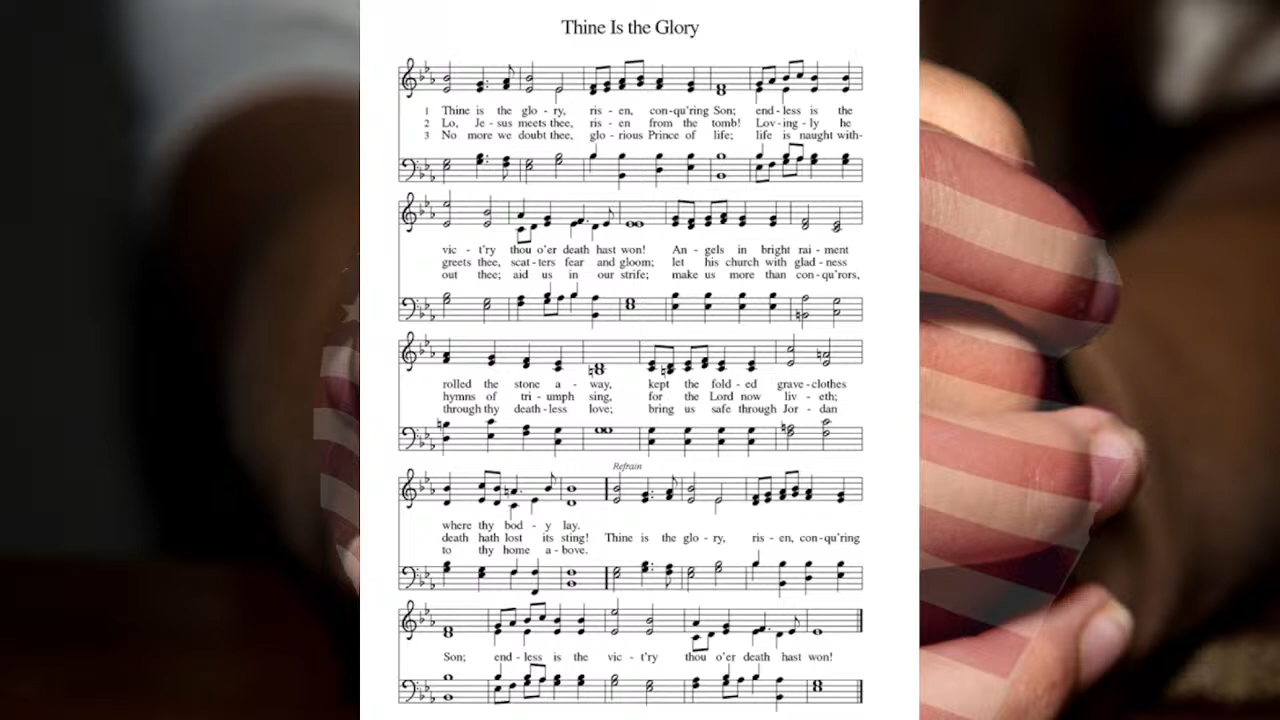 Thine Is the Glory
1 Thine is the glo - ry, ris - en, con-qu'ring Son; end - less is the
2 Lo, Je - sus meets thee, ris - en from the tomb! Lov - ing - ly he
3 No more we doubt thee, glo - rious Prince of life; life is naught with-
vic - t'ry thou o'er death hast won! An - gels in bright rai - ment
greets thee, scat - ters fear and gloom; let his church with glad - ness
out thee; aid us in our strife; make us more than con - qu'rors,
rolled the stone a - way, kept the fold - ed grave - clothes
hymns of tri - umph sing, for the Lord now liv - eth;
through thy death - less love; bring us safe through Jor - dan
Refrain
where thy bod - y lay.
death hath lost its sting! Thine is the glo - ry, ris - en, con-qu'ring
to thy home a - bove.
Son; end - less is the vic - t'ry thou o'er death hast won!